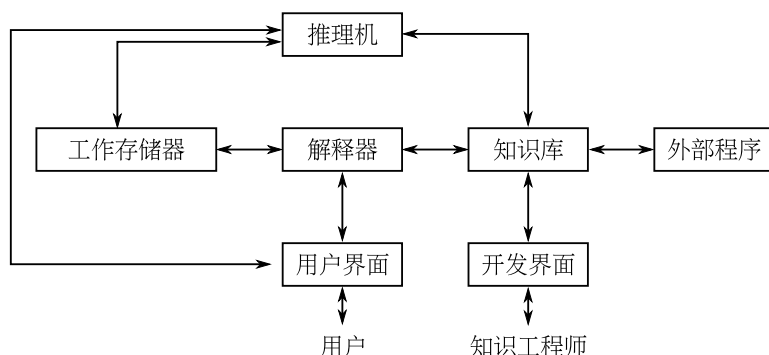 推理机
工作存储器
解释器
知识库
外部程序
用户界面
开发界面
用户
知识工程师